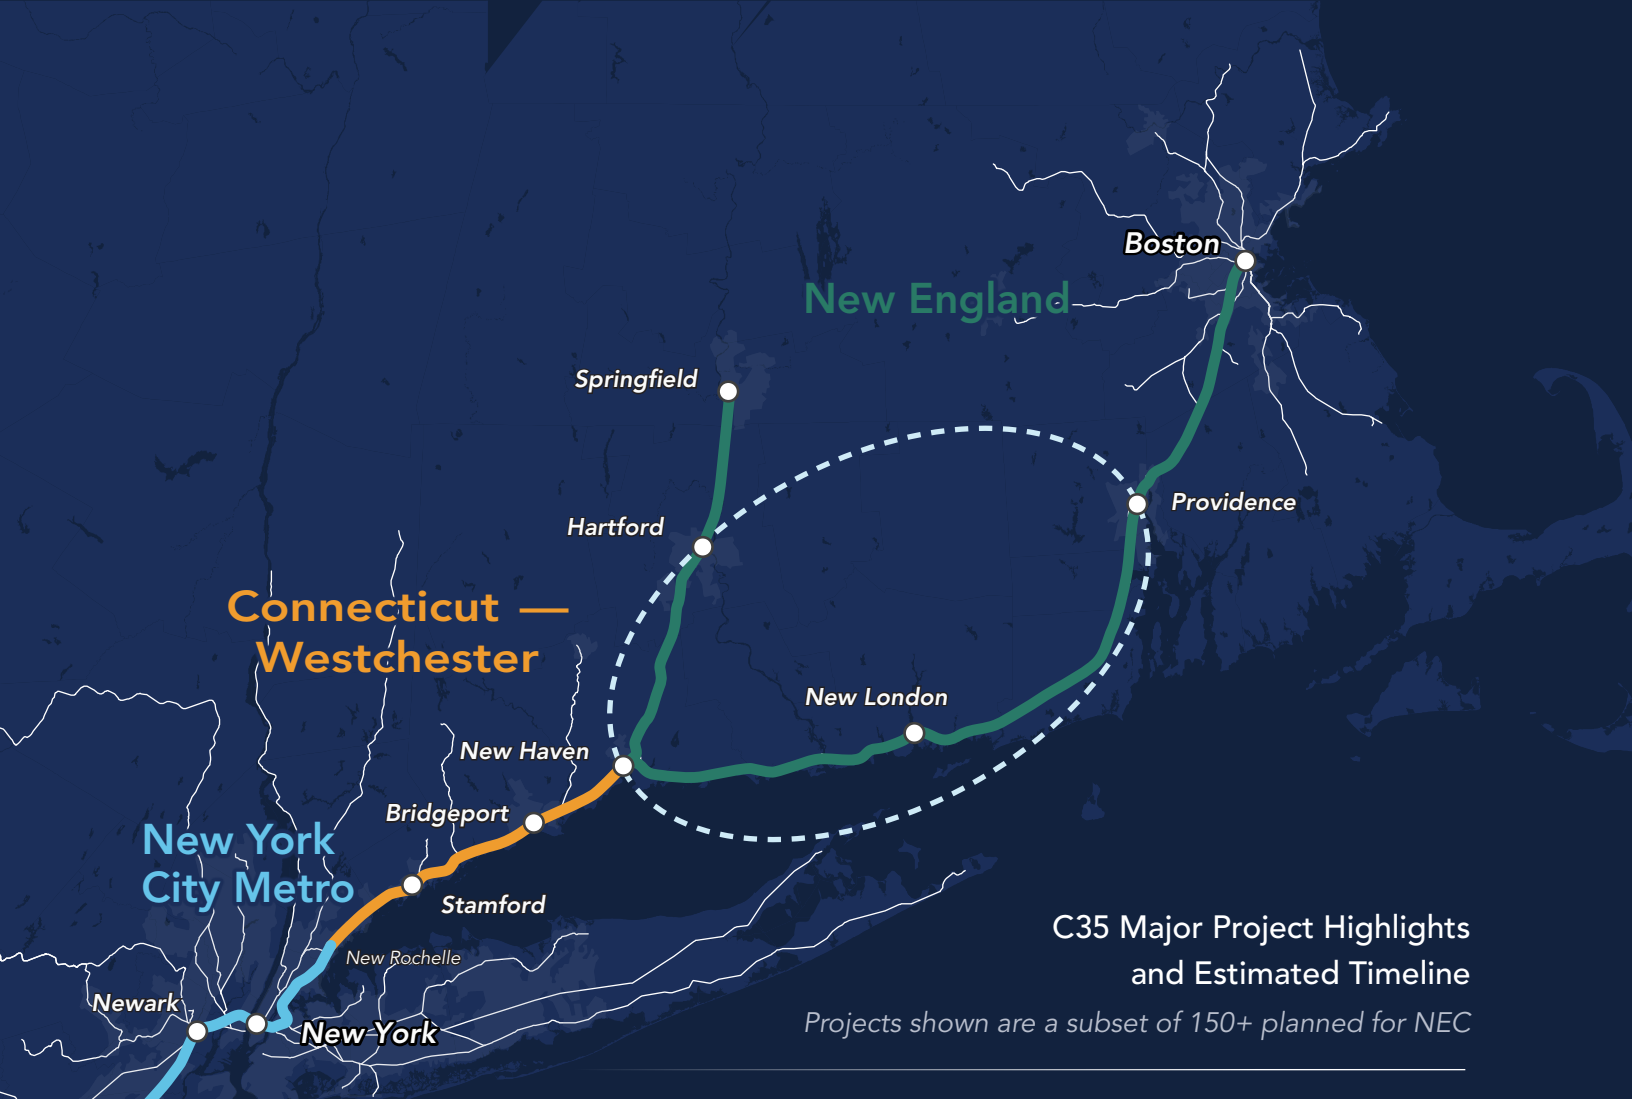 Boston
New England
Springfield
Providence
Hartford
Connecticut —
Westchester
New London
New Haven
Bridgeport
New York
City Metro
Stamford
New Rochelle
Newark
New York
C35 Major Project Highlights
and Estimated Timeline
Projects shown are a subset of 150+ planned for NEC